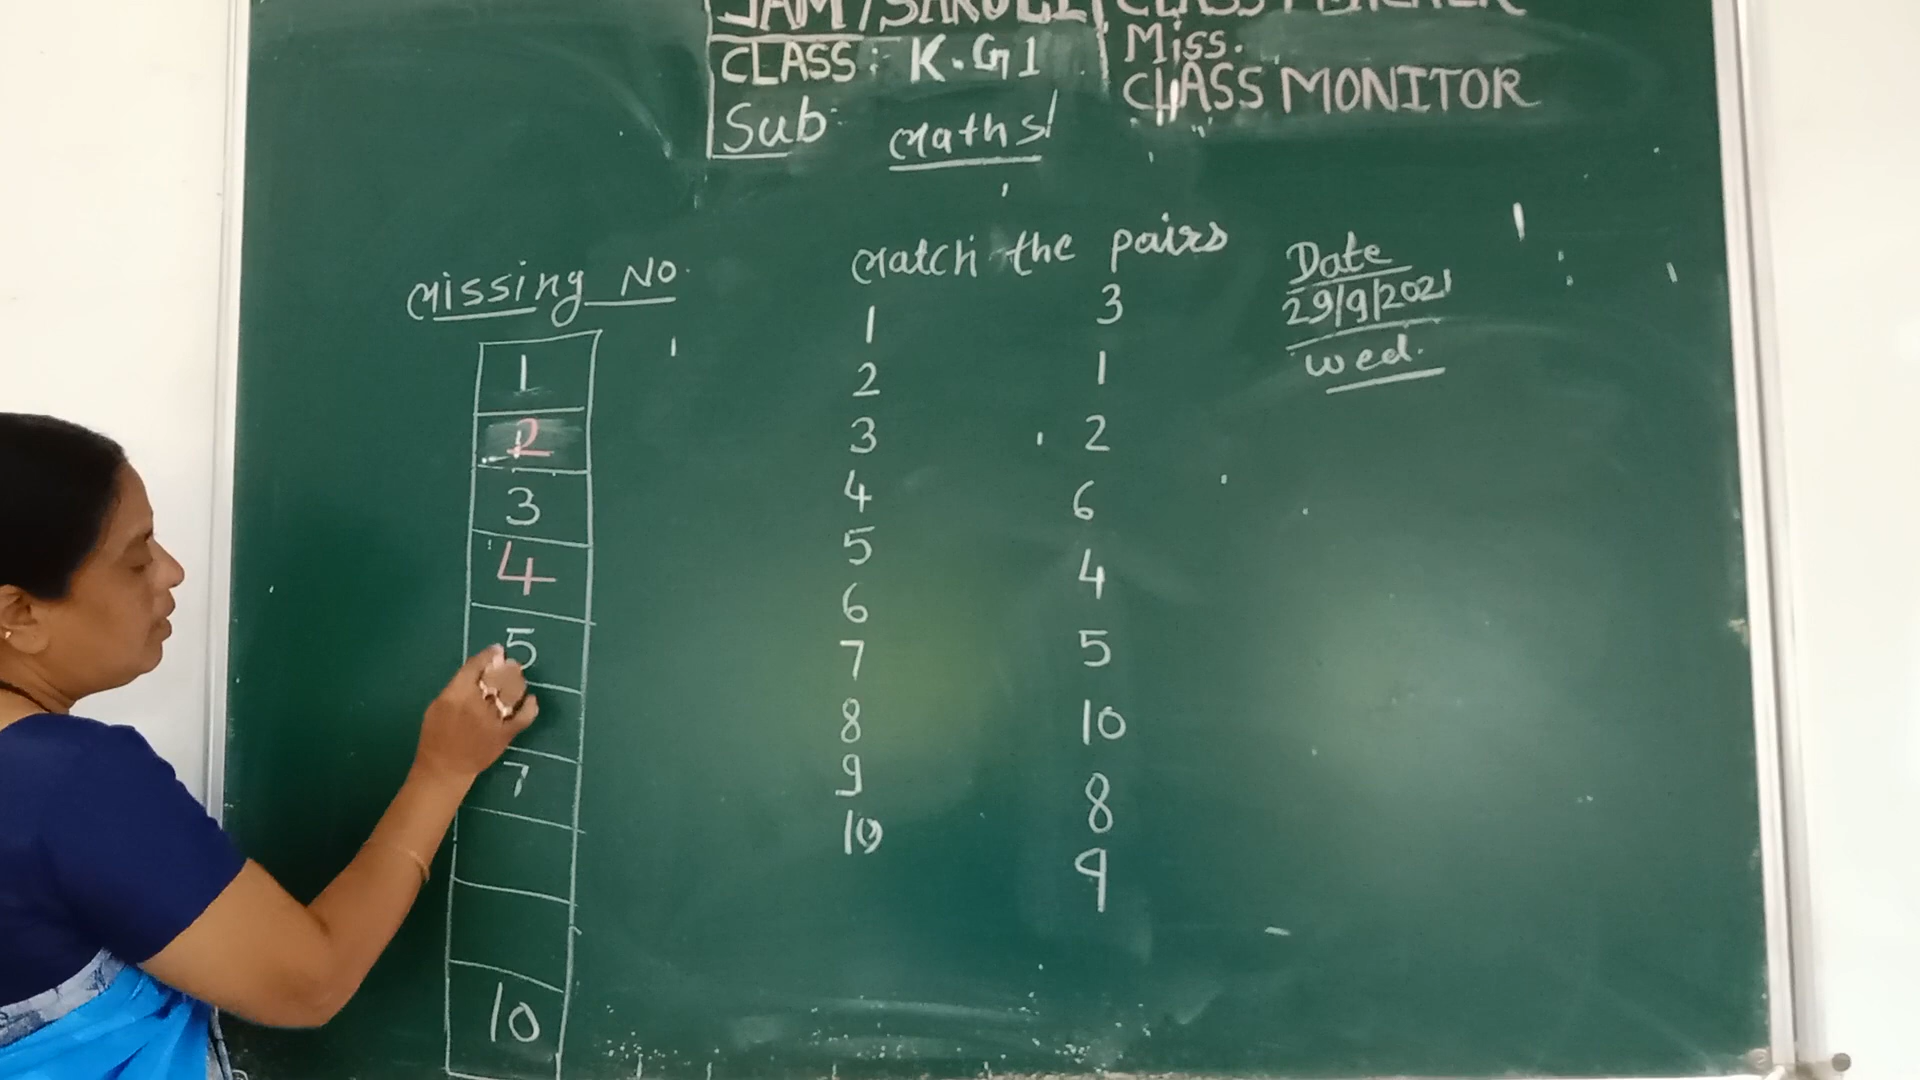 CLASS: K.G1
Miss.
CLASS MONITOR
Sub: Maths
Missing No.
1
2
3
4
5
7
10
Match the pairs
1 3
2 1
3 2
4 6
5 4
6 5
7 10
8 8
9 9
10
Date
29/9/2021
Wed.